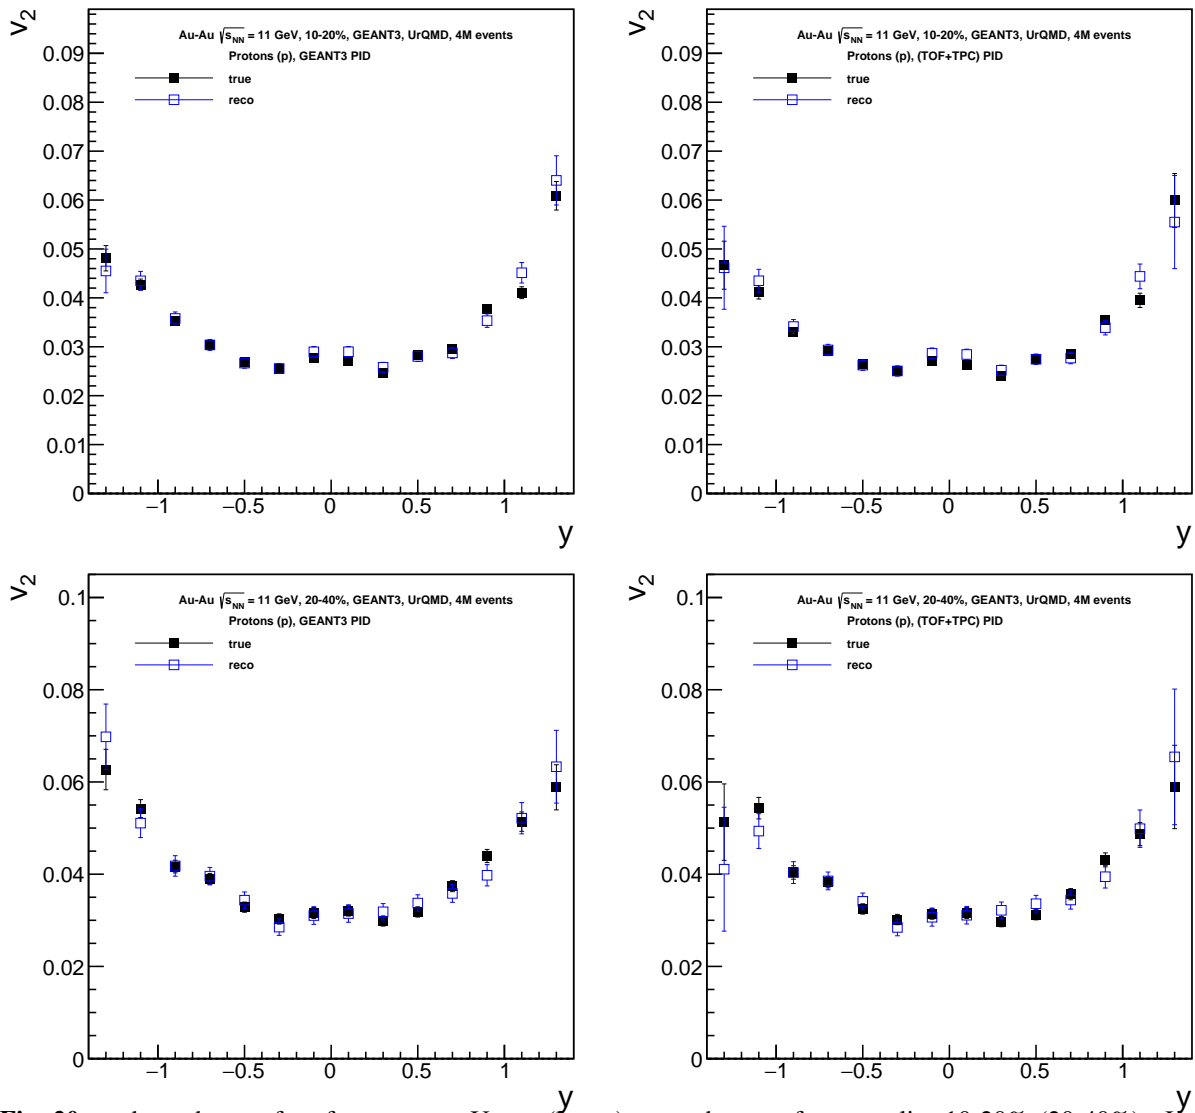 v2
Au-Au √sNN = 11 GeV, 10-20%, GEANT3, UrQMD, 4M events
Protons (p), GEANT3 PID
true
reco
0.09
0.08
0.07
0.06
0.05
0.04
0.03
0.02
0.01
0
−1 −0.5 0 0.5 1
y
v2
Au-Au √sNN = 11 GeV, 10-20%, GEANT3, UrQMD, 4M events
Protons (p), (TOF+TPC) PID
true
reco
0.09
0.08
0.07
0.06
0.05
0.04
0.03
0.02
0.01
0
−1 −0.5 0 0.5 1
y
v2
Au-Au √sNN = 11 GeV, 20-40%, GEANT3, UrQMD, 4M events
Protons (p), GEANT3 PID
true
reco
0.1
0.08
0.06
0.04
0.02
0
−1 −0.5 0 0.5 1
y
v2
Au-Au √sNN = 11 GeV, 20-40%, GEANT3, UrQMD, 4M events
Protons (p), (TOF+TPC) PID
true
reco
0.1
0.08
0.06
0.04
0.02
0
−1 −0.5 0 0.5 1
y